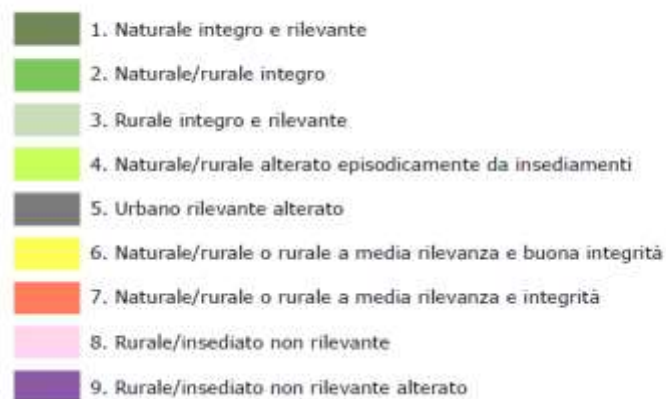 1. Naturale integro e rilevante
2. Naturale/rurale integro
3. Rurale integro e rilevante
4. Naturale/rurale alterato episodicamente da insediamenti
5. Urbano rilevante alterato
6. Naturale/rurale o rurale a media rilevanza e buona integrità
7. Naturale/rurale o rurale a media rilevanza e integrità
8. Rurale/insediato non rilevante
9. Rurale/insediato non rilevante alterato